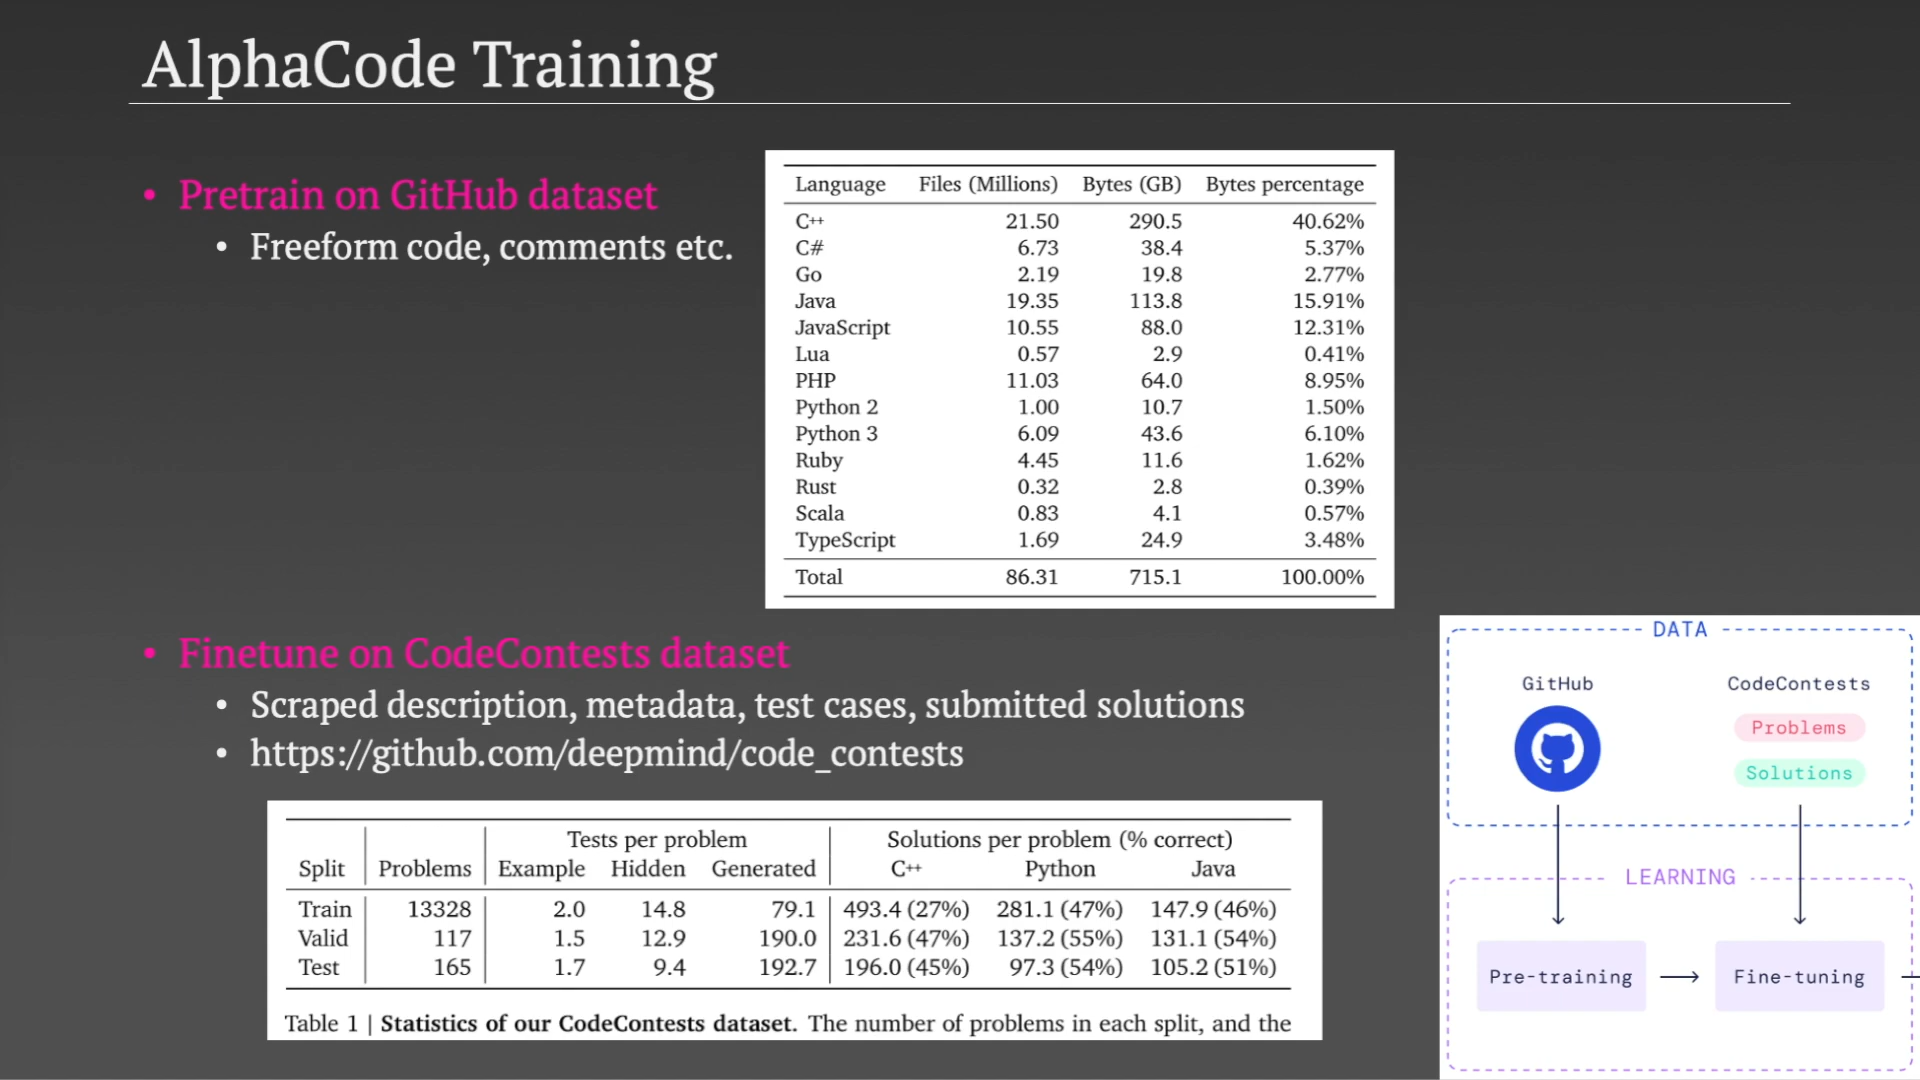 AlphaCode Training
• Pretrain on GitHub dataset
• Freeform code, comments etc.
Language Files (Millions) Bytes (GB) Bytes percentage
C++ 21.50 290.5 40.62%
C# 6.73 38.4 5.37%
Go 2.19 19.8 2.77%
Java 19.35 113.8 15.91%
JavaScript 10.55 88.0 12.31%
Lua 0.57 2.9 0.41%
PHP 11.03 64.0 8.95%
Python 2 1.00 10.7 1.50%
Python 3 6.09 43.6 6.10%
Ruby 4.45 11.6 1.62%
Rust 0.32 2.8 0.39%
Scala 0.83 4.1 0.57%
TypeScript 1.69 24.9 3.48%
Total 86.31 715.1 100.00%
• Finetune on CodeContests dataset
• Scraped description, metadata, test cases, submitted solutions
• https://github.com/deepmind/code_contests
Tests per problem Solutions per problem (% correct)
Split Problems Example Hidden Generated C++ Python Java
Train 13328 2.0 14.8 79.1 493.4 (27%) 281.1 (47%) 147.9 (46%)
Valid 117 1.5 12.9 190.0 231.6 (47%) 137.2 (55%) 131.1 (54%)
Test 165 1.7 9.4 192.7 196.0 (45%) 97.3 (54%) 105.2 (51%)
Table 1 | Statistics of our CodeContests dataset. The number of problems in each split, and the
DATA
GitHub CodeContests
Problems
Solutions
LEARNING
Pre-training Fine-tuning